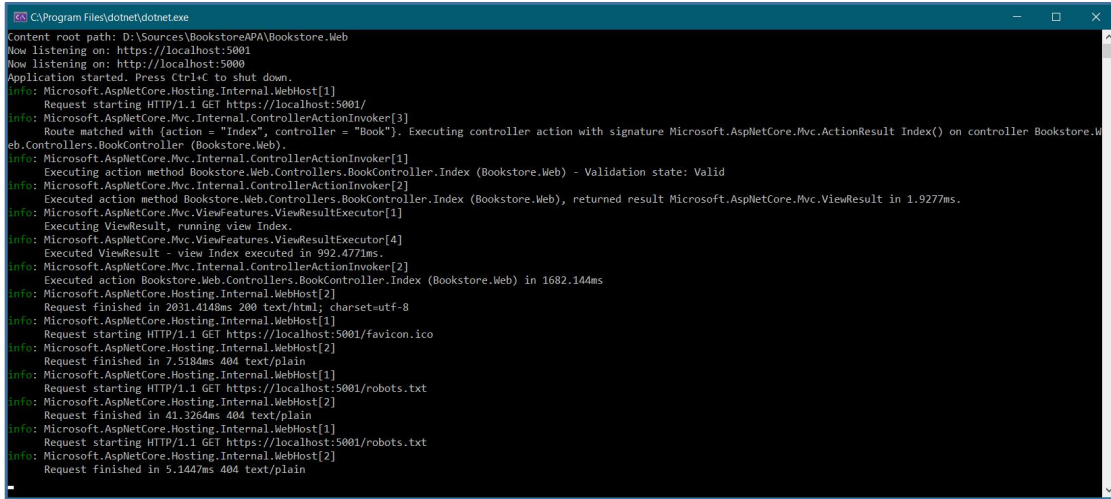 C:\Program Files\dotnet\dotnet.exe
Content root path: D:\Sources\BookstoreAPA\Bookstore.Web
Now listening on: https://localhost:5001
Now listening on: http://localhost:5000
Application started. Press Ctrl+C to shut down.
info: Microsoft.AspNetCore.Hosting.Internal.WebHost[1]
Request starting HTTP/1.1 GET https://localhost:5001/
info: Microsoft.AspNetCore.Mvc.Internal.ControllerActionInvoker[3]
Route matched with {action = "Index", controller = "Book"}. Executing controller action with signature Microsoft.AspNetCore.Mvc.ActionResult Index() on controller Bookstore.W
eb.Controllers.BookController (Bookstore.Web).
info: Microsoft.AspNetCore.Mvc.Internal.ControllerActionInvoker[1]
Executing action method Bookstore.Web.Controllers.BookController.Index (Bookstore.Web) - Validation state: Valid
info: Microsoft.AspNetCore.Mvc.Internal.ControllerActionInvoker[2]
Executed action method Bookstore.Web.Controllers.BookController.Index (Bookstore.Web), returned result Microsoft.AspNetCore.Mvc.ViewResult in 1.9277ms.
info: Microsoft.AspNetCore.Mvc.ViewFeatures.ViewResultExecutor[1]
Executing ViewResult, running view Index.
info: Microsoft.AspNetCore.Mvc.ViewFeatures.ViewResultExecutor[4]
Executed ViewResult - view Index executed in 992.4771ms.
info: Microsoft.AspNetCore.Mvc.Internal.ControllerActionInvoker[2]
Executed action Bookstore.Web.Controllers.BookController.Index (Bookstore.Web) in 1682.144ms
info: Microsoft.AspNetCore.Hosting.Internal.WebHost[2]
Request finished in 2031.4148ms 200 text/html; charset=utf-8
info: Microsoft.AspNetCore.Hosting.Internal.WebHost[1]
Request starting HTTP/1.1 GET https://localhost:5001/favicon.ico
info: Microsoft.AspNetCore.Hosting.Internal.WebHost[2]
Request finished in 7.5184ms 404 text/plain
info: Microsoft.AspNetCore.Hosting.Internal.WebHost[1]
Request starting HTTP/1.1 GET https://localhost:5001/robots.txt
info: Microsoft.AspNetCore.Hosting.Internal.WebHost[2]
Request finished in 41.3264ms 404 text/plain
info: Microsoft.AspNetCore.Hosting.Internal.WebHost[1]
Request starting HTTP/1.1 GET https://localhost:5001/robots.txt
info: Microsoft.AspNetCore.Hosting.Internal.WebHost[2]
Request finished in 5.1447ms 404 text/plain